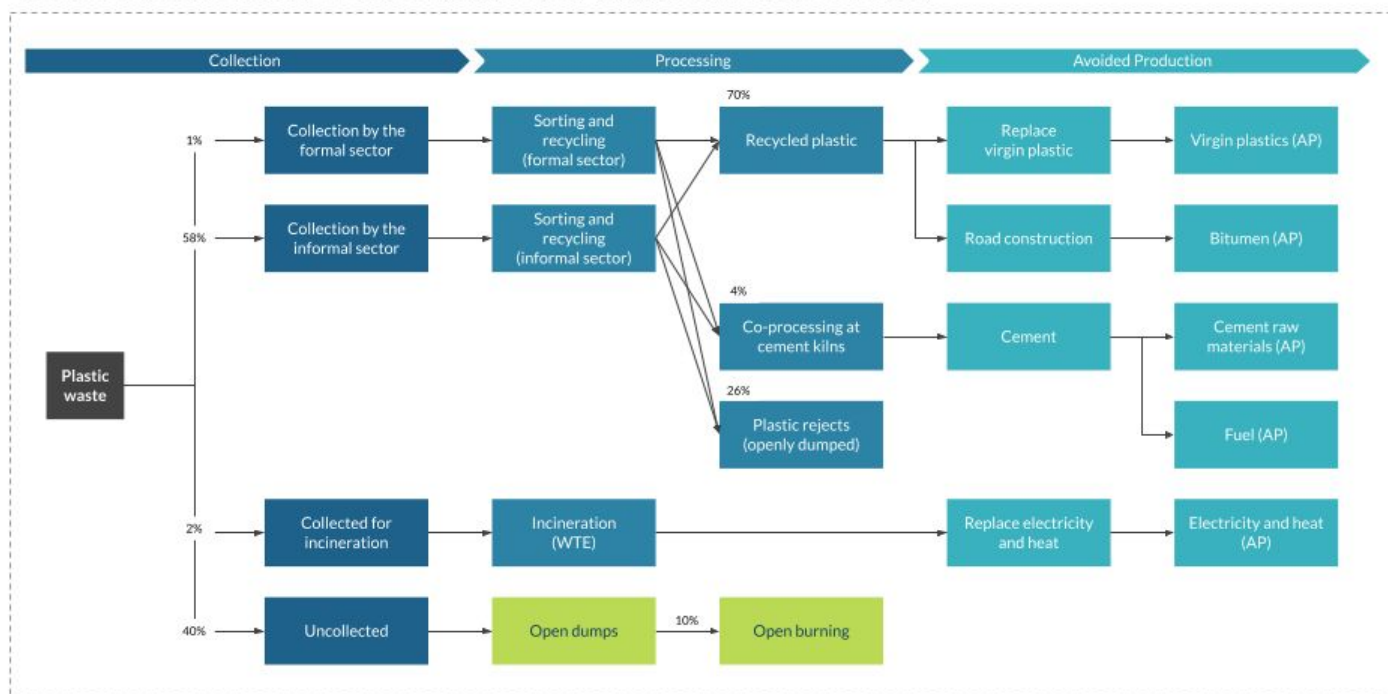 Collection
Processing
Avoided Production
70%
1%
Collection by the
formal sector
Sorting and
recycling
(formal sector)
Recycled plastic
Replace
virgin plastic
Virgin plastics (AP)
58%
Collection by the
informal sector
Sorting and
recycling
(informal sector)
Road construction
Bitumen (AP)
4%
Co-processing at
cement kilns
Cement
Cement raw
materials (AP)
Plastic
waste
26%
Plastic rejects
(openly dumped)
Fuel (AP)
2%
Collected for
incineration
Incineration
(WTE)
Replace electricity
and heat
Electricity and heat
(AP)
40%
Uncollected
Open dumps
10%
Open burning